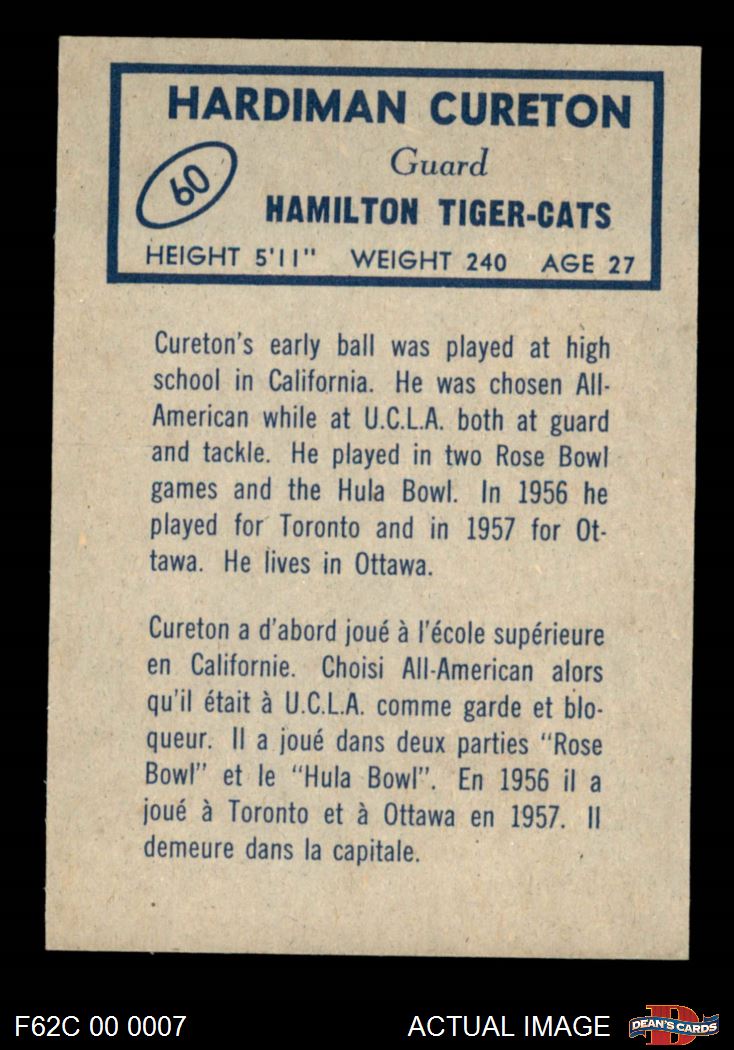 HARDIMAN CURETON
60
Guard
HAMILTON TIGER-CATS
HEIGHT 5'11" WEIGHT 240 AGE 27
Cureton's early ball was played at high
school in California. He was chosen All-
American while at U.C.L.A. both at guard
and tackle. He played in two Rose Bowl
games and the Hula Bowl. In 1956 he
played for Toronto and in 1957 for Ot-
tawa. He lives in Ottawa.
Cureton a d'abord joué à l'école supérieure
en Californie. Choisi All-American alors
qu'il était à U.C.L.A. comme garde et blo-
queur. Il a joué dans deux parties "Rose
Bowl" et le "Hula Bowl". En 1956 il a
joué à Toronto et à Ottawa en 1957. Il
demeure dans la capitale.
F62C 00 0007
ACTUAL IMAGE
D
DEAN'S CARDS